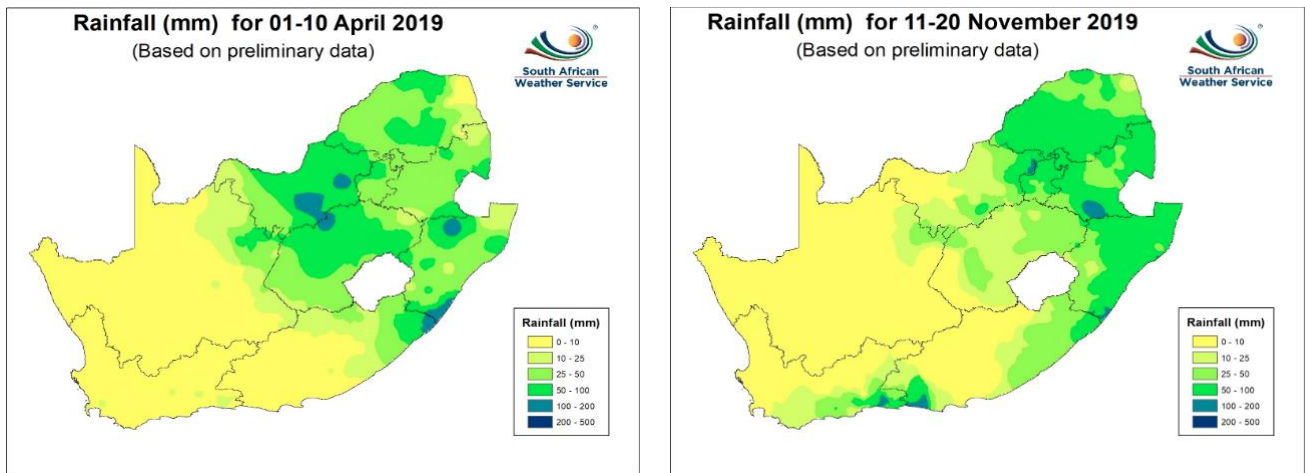 Rainfall (mm) for 01-10 April 2019
(Based on preliminary data)
South African
Weather Service
Rainfall (mm)
0 - 10
10 - 25
25 - 50
50 - 100
100 - 200
200 - 500
Rainfall (mm) for 11-20 November 2019
(Based on preliminary data)
South African
Weather Service
Rainfall (mm)
0 - 10
10 - 25
25 - 50
50 - 100
100 - 200
200 - 500